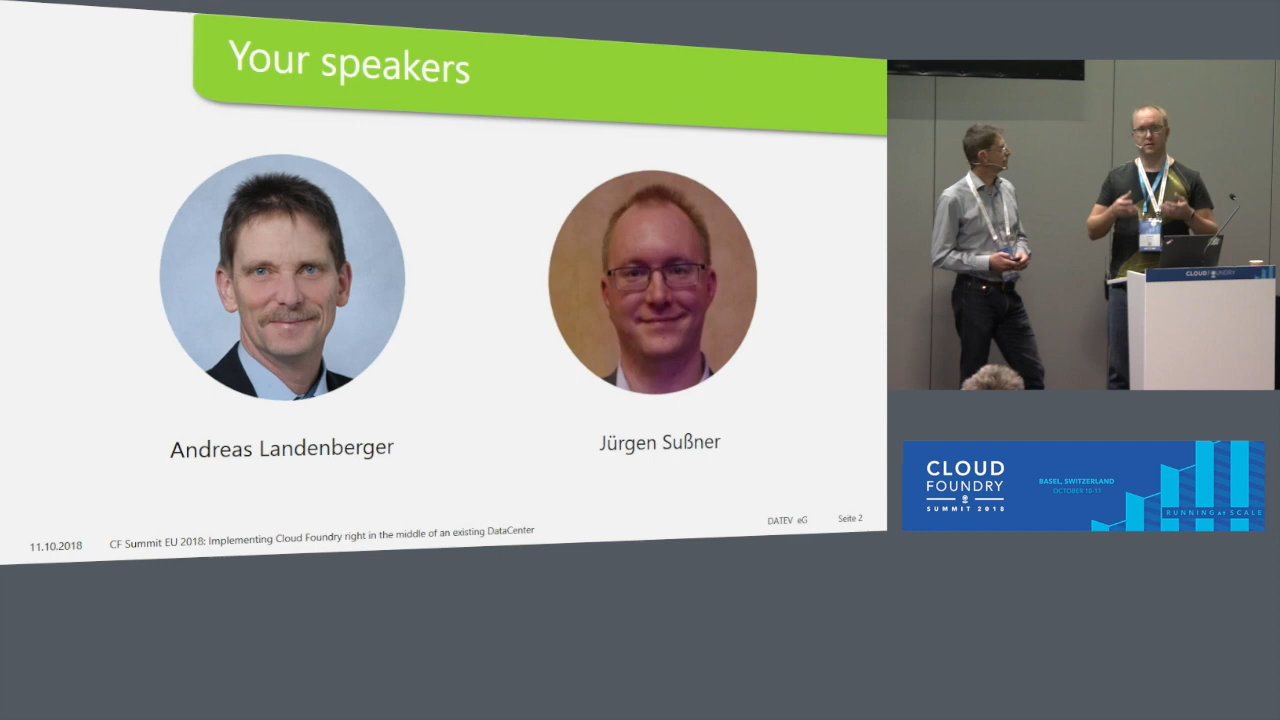 Your speakers
Andreas Landenberger
Jürgen Sußner
11.10.2018
CF Summit EU 2018: Implementing Cloud Foundry right in the middle of an existing DataCenter
DATEV eG
Seite 2
CLOUD FOUNDRY
CLOUD
FOUNDRY
SUMMIT 2018
BASEL, SWITZERLAND
OCTOBER 10-11
RUNNING AT SCALE